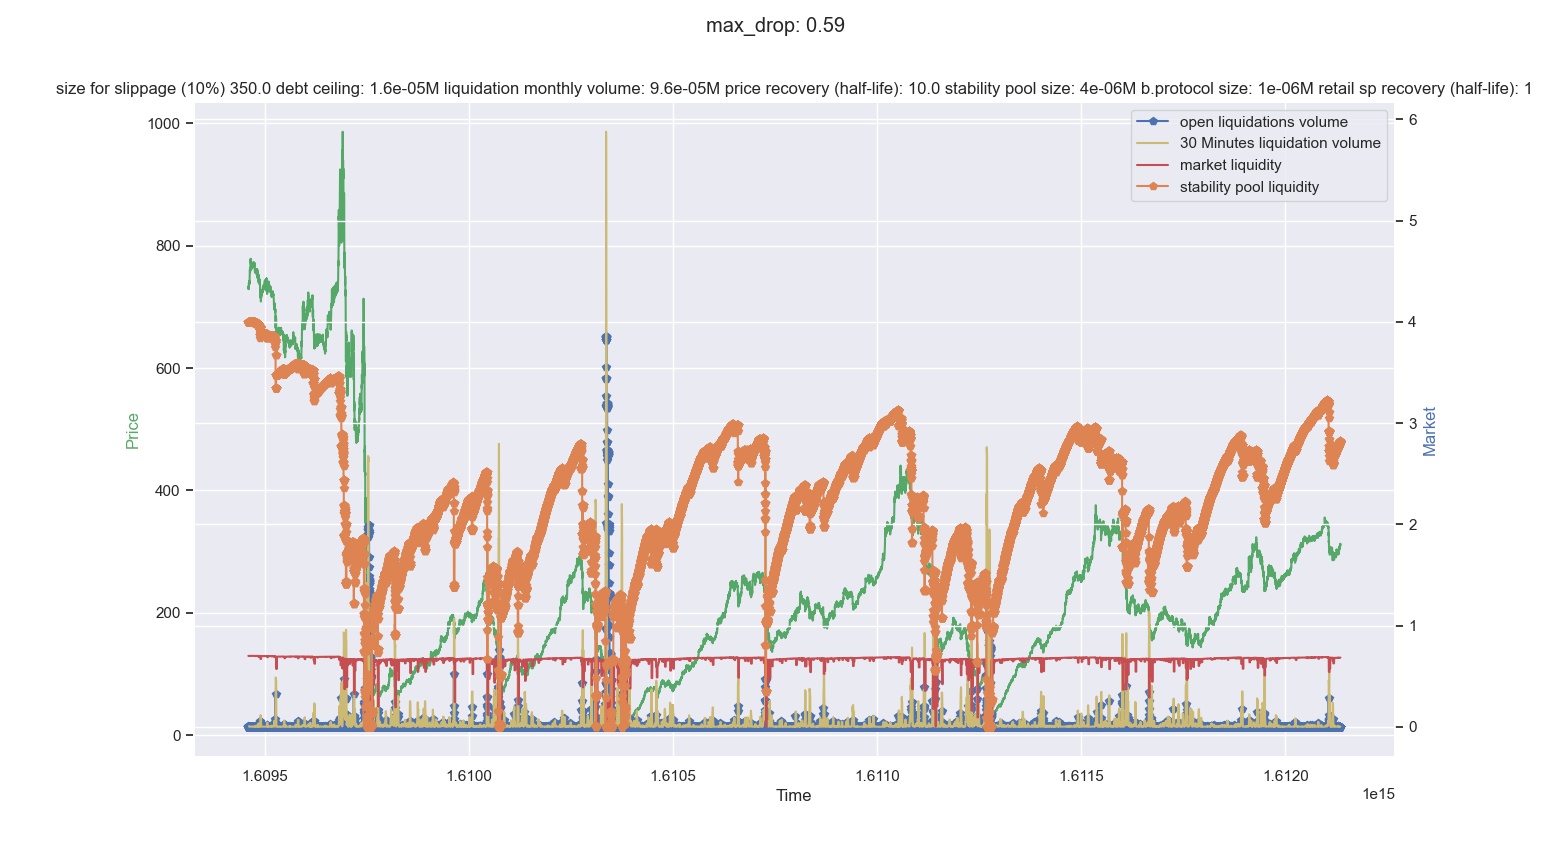 max_drop: 0.59
size for slippage (10%) 350.0 debt ceiling: 1.6e-05M liquidation monthly volume: 9.6e-05M price recovery (half-life): 10.0 stability pool size: 4e-06M b.protocol size: 1e-06M retail sp recovery (half-life): 1
open liquidations volume
30 Minutes liquidation volume
market liquidity
stability pool liquidity
1000
800
600
400
200
0
Price
6
5
4
3
2
1
0
Market
1.6095 1.6100 1.6105 1.6110 1.6115 1.6120
Time
1e15